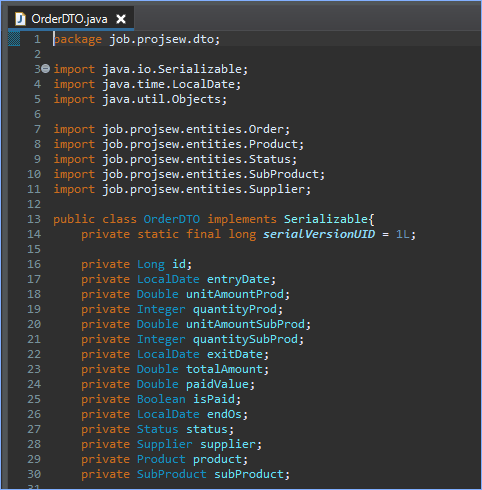 OrderDTO.java
1 package job.projsew.dto;
2
3 import java.io.Serializable;
4 import java.time.LocalDate;
5 import java.util.Objects;
6
7 import job.projsew.entities.Order;
8 import job.projsew.entities.Product;
9 import job.projsew.entities.Status;
10 import job.projsew.entities.SubProduct;
11 import job.projsew.entities.Supplier;
12
13 public class OrderDTO implements Serializable{
14 private static final long serialVersionUID = 1L;
15
16 private Long id;
17 private LocalDate entryDate;
18 private Double unitAmountProd;
19 private Integer quantityProd;
20 private Double unitAmountSubProd;
21 private Integer quantitySubProd;
22 private LocalDate exitDate;
23 private Double totalAmount;
24 private Double paidValue;
25 private Boolean isPaid;
26 private LocalDate endOs;
27 private Status status;
28 private Supplier supplier;
29 private Product product;
30 private SubProduct subProduct;
31